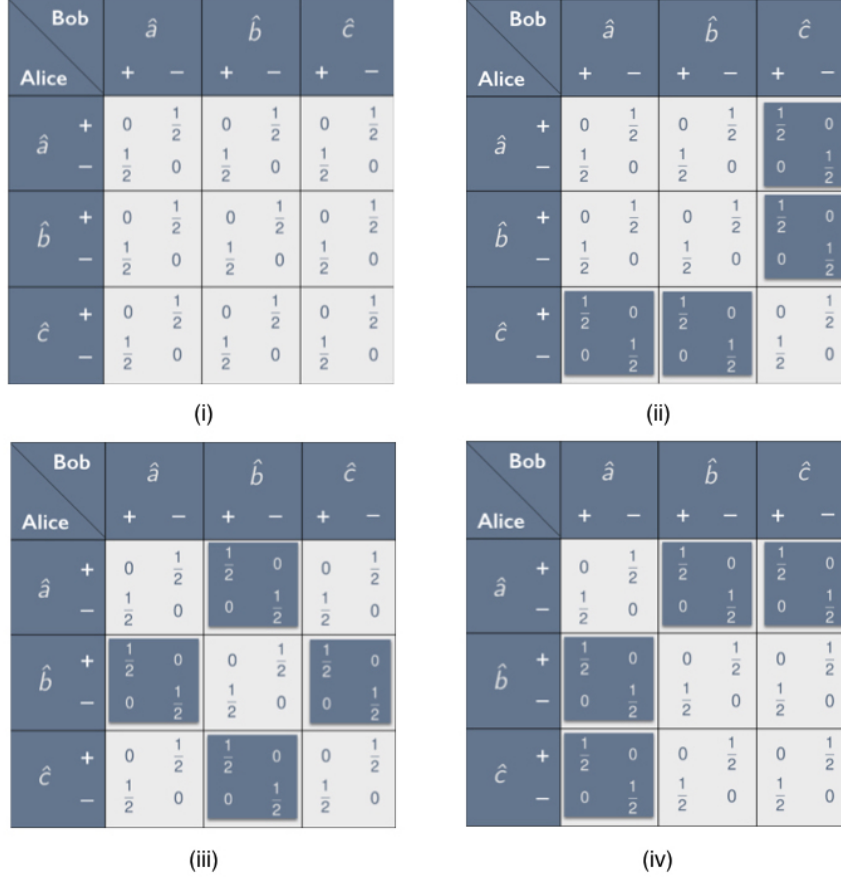 Bob Bob
â b̂ ĉ â b̂ ĉ
Alice + − + − + − Alice + − + − + −
â + 0 1/2 0 1/2 0 1/2 â + 0 1/2 0 1/2 1/2 0
− 1/2 0 1/2 0 1/2 0 − 1/2 0 1/2 0 0 1/2
b̂ + 0 1/2 0 1/2 0 1/2 b̂ + 0 1/2 0 1/2 1/2 0
− 1/2 0 1/2 0 1/2 0 − 1/2 0 1/2 0 0 1/2
ĉ + 0 1/2 0 1/2 0 1/2 ĉ + 1/2 0 1/2 0 0 1/2
− 1/2 0 1/2 0 1/2 0 − 0 1/2 0 1/2 1/2 0
(i) (ii)
Bob Bob
â b̂ ĉ â b̂ ĉ
Alice + − + − + − Alice + − + − + −
â + 0 1/2 1/2 0 0 1/2 â + 0 1/2 1/2 0 1/2 0
− 1/2 0 0 1/2 1/2 0 − 1/2 0 0 1/2 0 1/2
b̂ + 1/2 0 0 1/2 1/2 0 b̂ + 1/2 0 0 1/2 0 1/2
− 0 1/2 1/2 0 0 1/2 − 0 1/2 1/2 0 1/2 0
ĉ + 0 1/2 1/2 0 0 1/2 ĉ + 1/2 0 0 1/2 0 1/2
− 1/2 0 0 1/2 1/2 0 − 0 1/2 1/2 0 1/2 0
(iii) (iv)